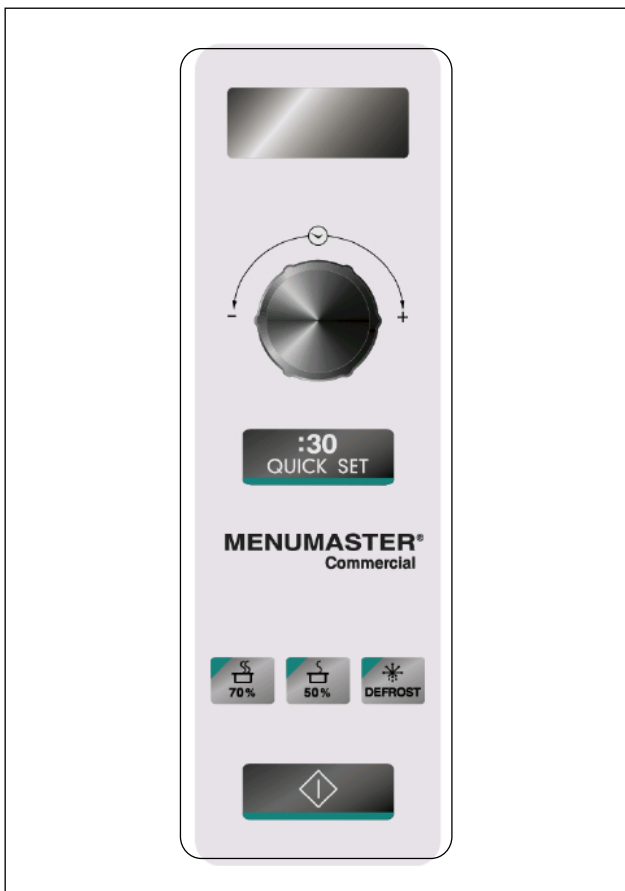 -
+
:30
QUICK SET
MENUMASTER®
Commercial
70%
50%
DEFROST